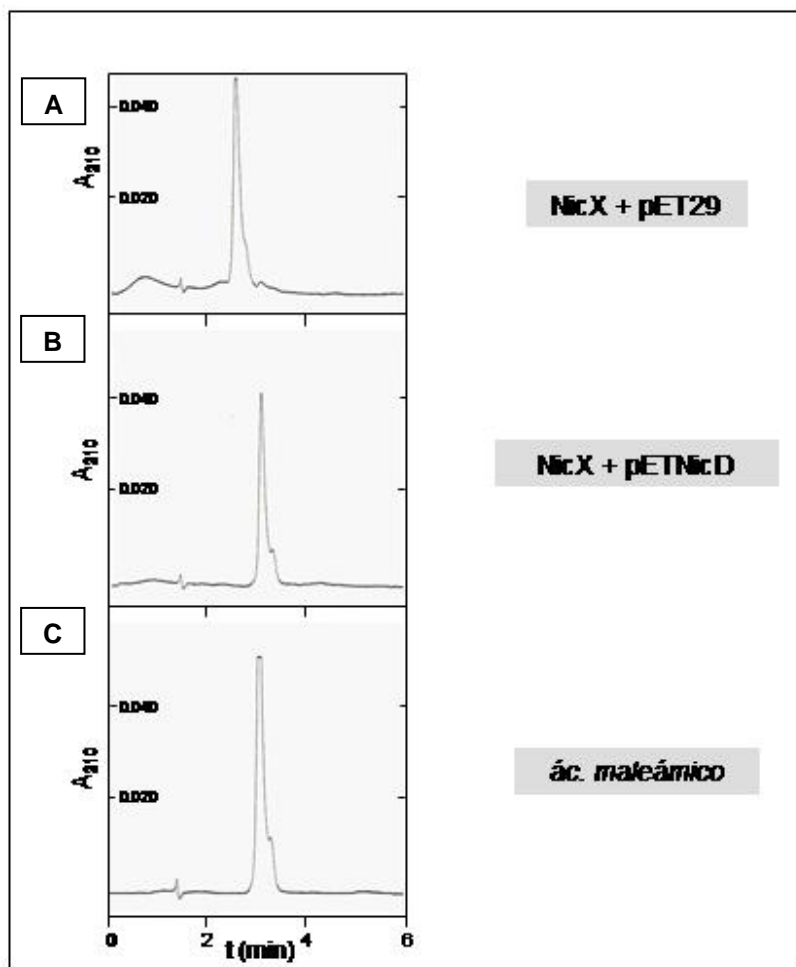 A
0.040
0.020
A210
NicX + pET29
B
0.040
0.020
A210
NicX + pETNicD
C
0.040
0.020
A210
ác. maleámico
0 2 4 6
t (min)